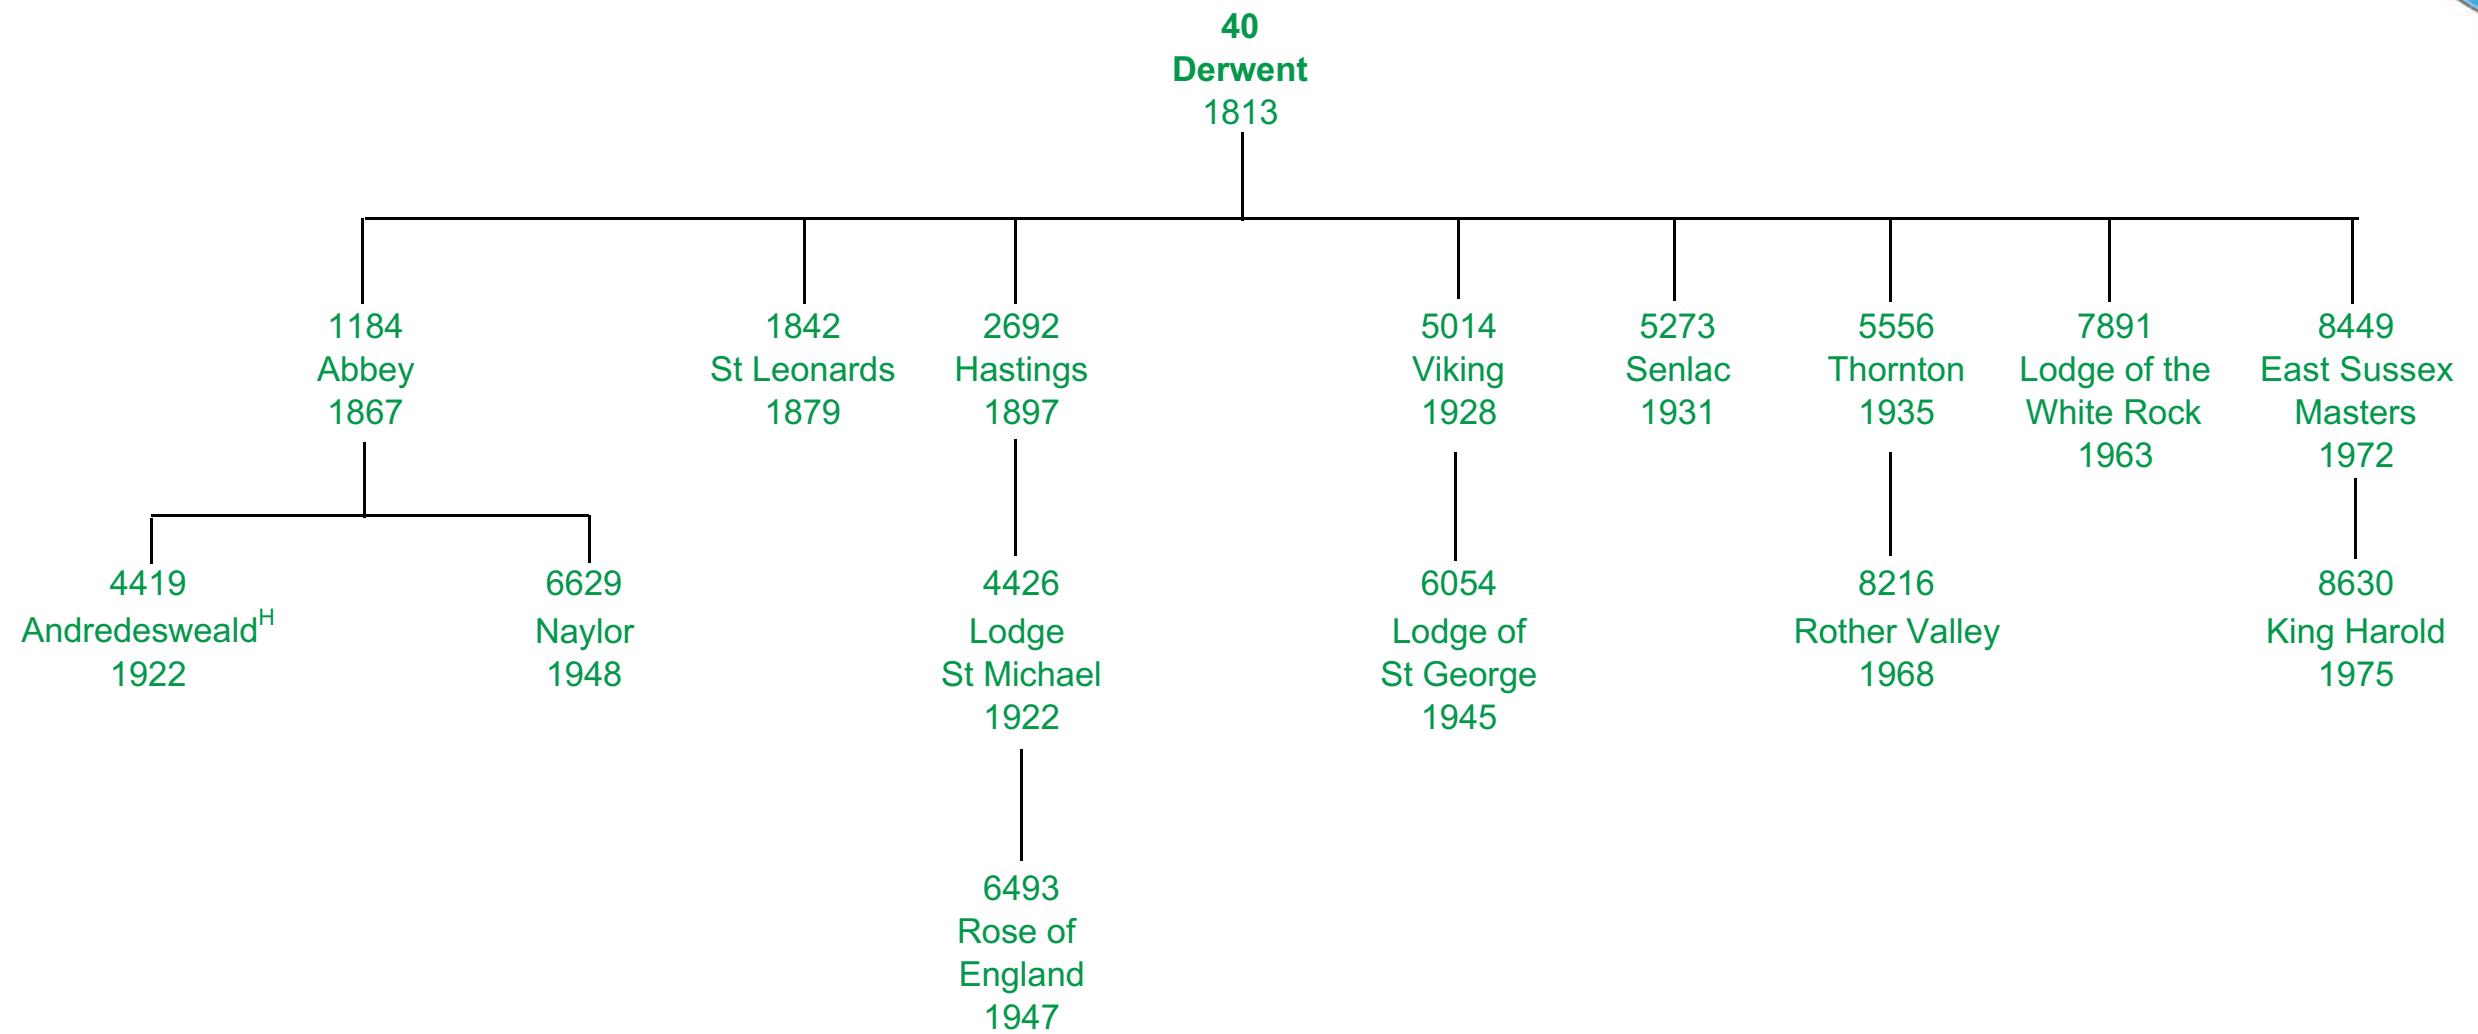 40
Derwent
1813
1184
Abbey
1867
1842
St Leonards
1879
2692
Hastings
1897
5014
Viking
1928
5273
Senlac
1931
5556
Thornton
1935
7891
Lodge of the
White Rock
1963
8449
East Sussex
Masters
1972
4419
Andredesweald^H
1922
6629
Naylor
1948
4426
Lodge
St Michael
1922
6054
Lodge of
St George
1945
8216
Rother Valley
1968
8630
King Harold
1975
6493
Rose of
England
1947